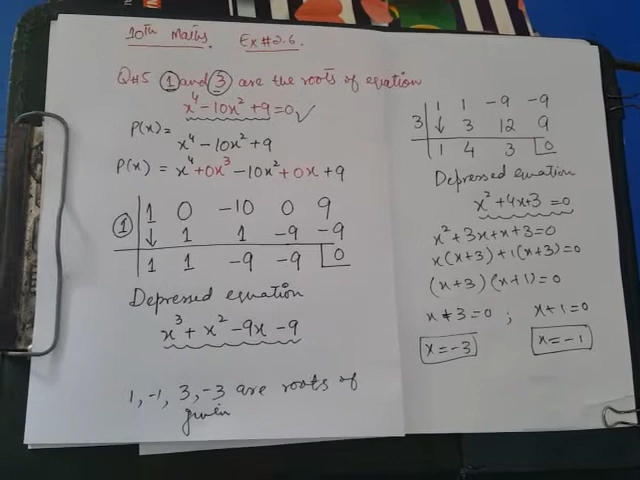 10th Maths. Ex#2.6
Q#5 1 and 3 are the roots of equation
x⁴-10x²+9=0 ✓
P(x)=
x⁴-10x²+9
P(x) = x⁴+0x³-10x²+0x+9
1 | 1 0 -10 0 9
↓ 1 1 -9 -9
1 1 -9 -9 0
Depressed equation
x³+x²-9x-9
1,-1, 3,-3 are roots of
given
3 | 1 1 -9 -9
↓ 3 12 9
1 4 3 0
Depressed equation
x²+4x+3=0
x²+3x+x+3=0
x(x+3)+1(x+3)=0
(x+3)(x+1)=0
x+3=0 ; x+1=0
x=-3 x=-1